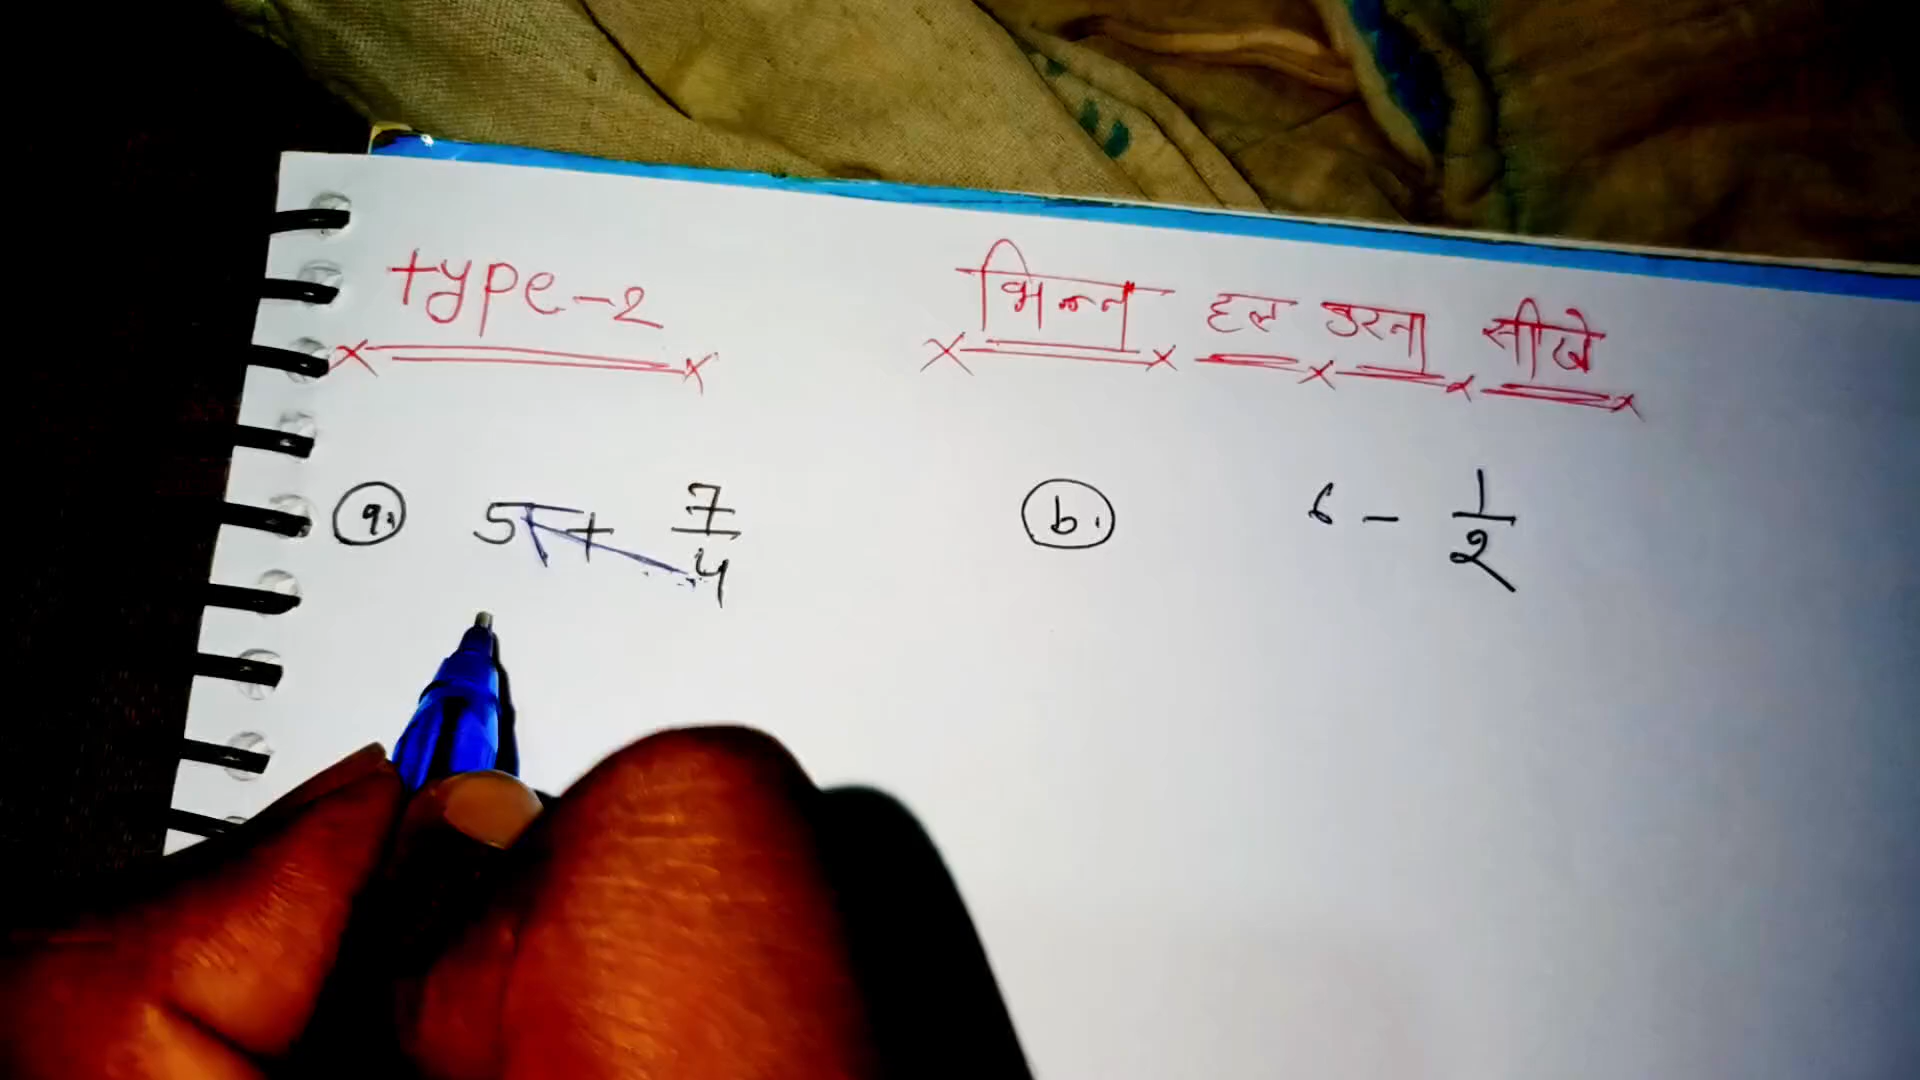 type-2
भिन्न हल करना सीखे
a. 5 + 7/4
b. 6 - 1/2